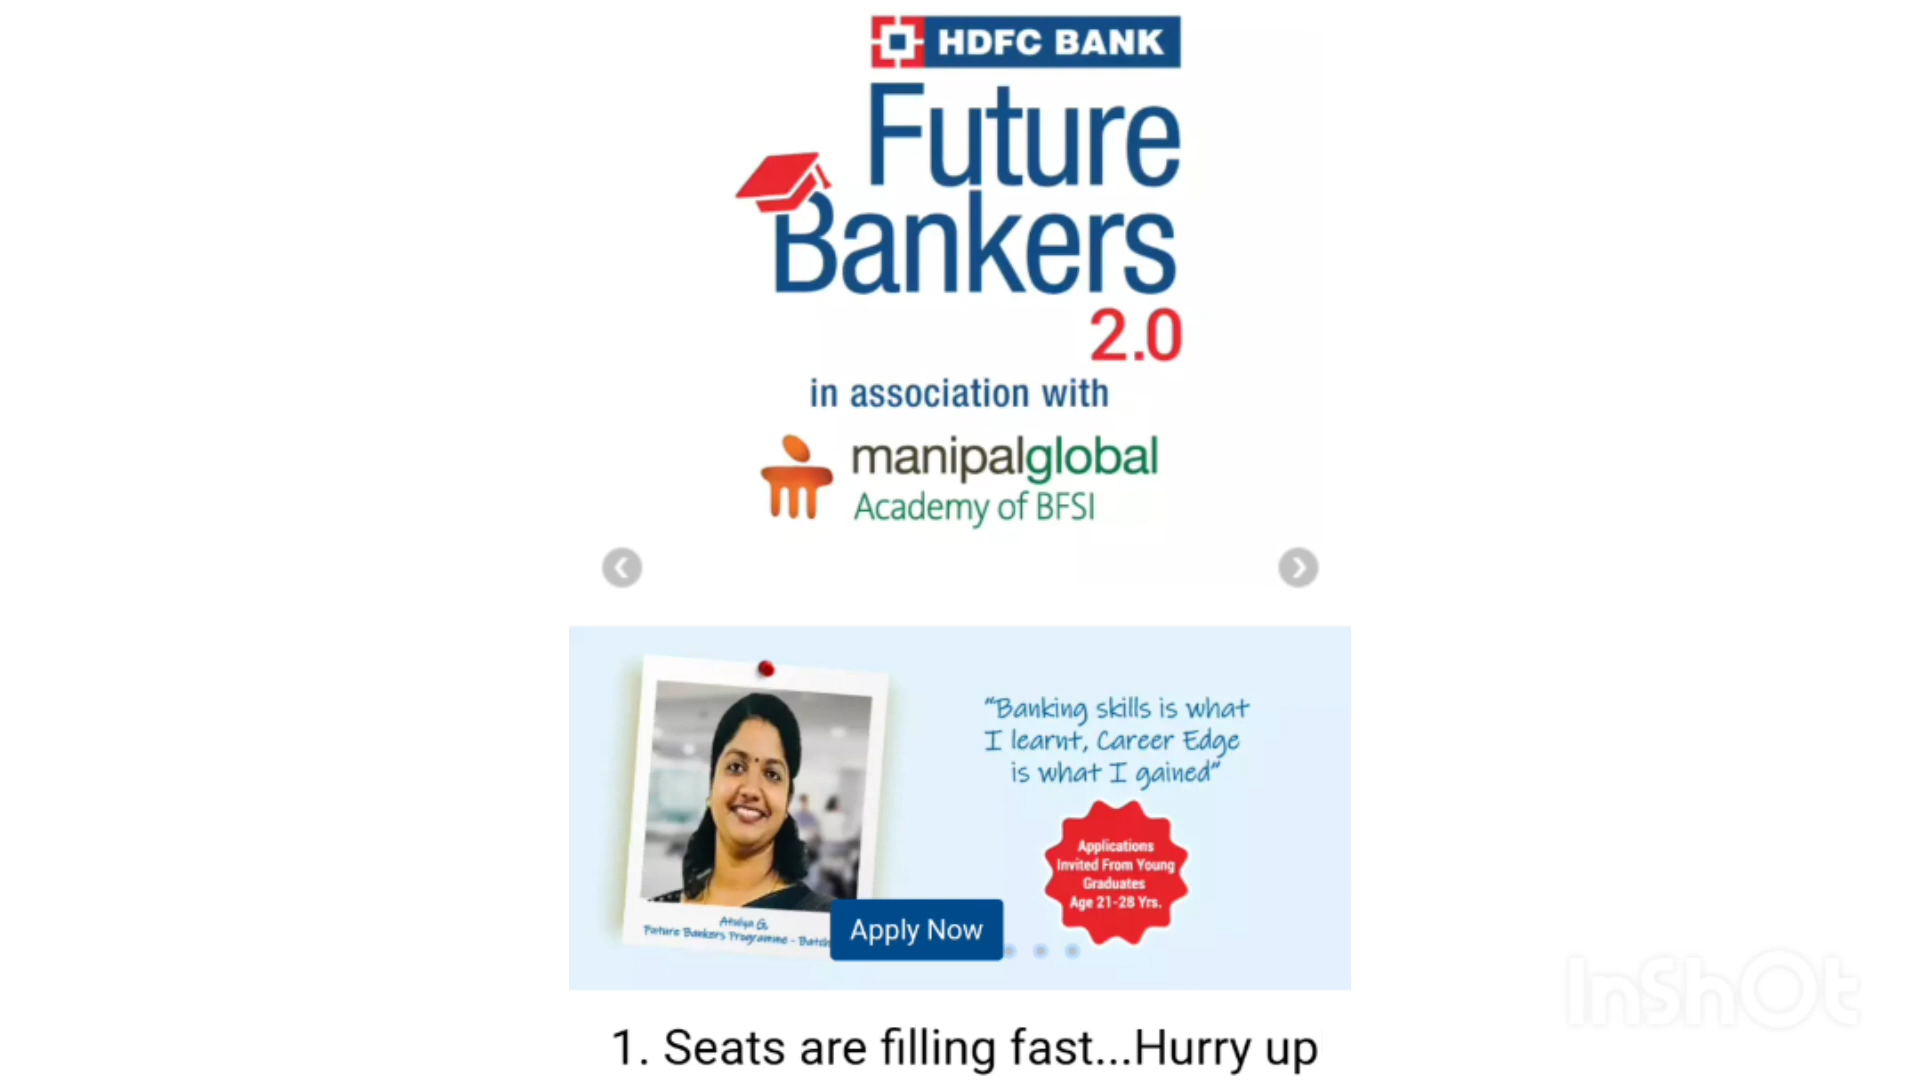 HDFC BANK
Future
Bankers
2.0
in association with
manipalglobal
Academy of BFSI
"Banking skills is what
I learnt, Career Edge
is what I gained"
Applications
Invited From Young
Graduates
Age 21-28 Yrs.
Atulya G.
Future Bankers Programme - Batch
Apply Now
1. Seats are filling fast...Hurry up
InShOt